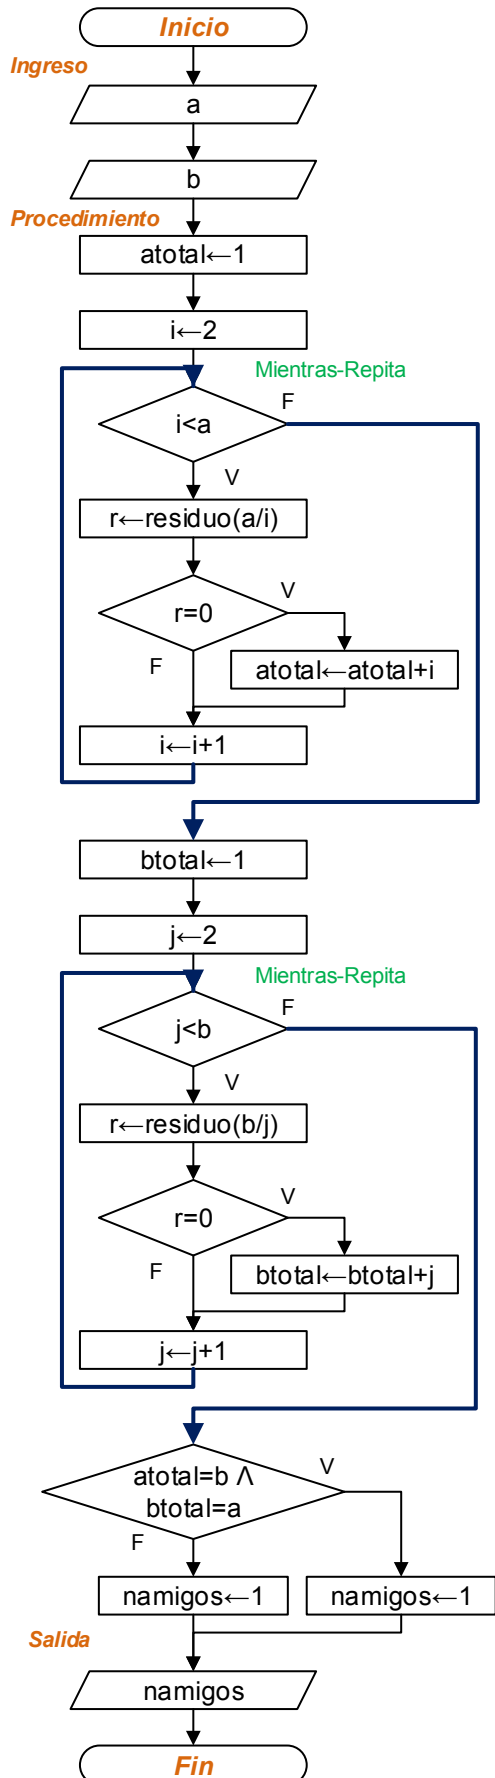 Inicio
Ingreso
a
b
Procedimiento
atotal←1
i←2
Mientras-Repita
i<a
F
V
r←residuo(a/i)
r=0
V
F
atotal←atotal+i
i←i+1
btotal←1
j←2
Mientras-Repita
j<b
F
V
r←residuo(b/j)
r=0
V
F
btotal←btotal+j
j←j+1
atotal=b Λ
btotal=a
V
F
namigos←1
namigos←1
Salida
namigos
Fin